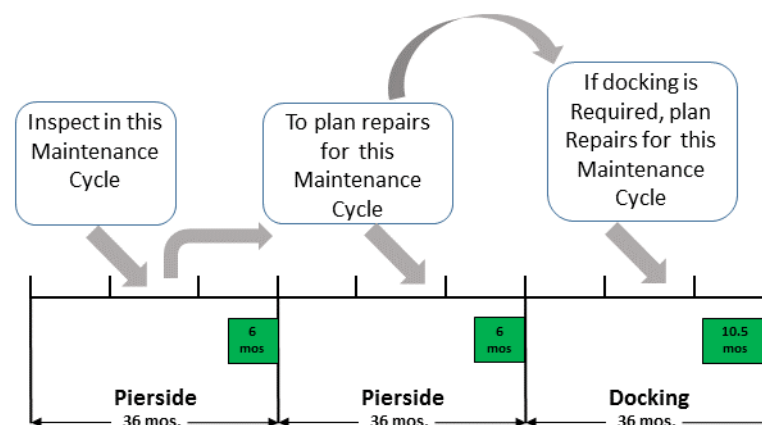 Inspect in this
Maintenance
Cycle
To plan repairs
for this
Maintenance
Cycle
If docking is
Required, plan
Repairs for this
Maintenance
Cycle
6
mos
6
mos
10.5
mos
Pierside
Pierside
Docking
36 mos.
36 mos.
36 mos.